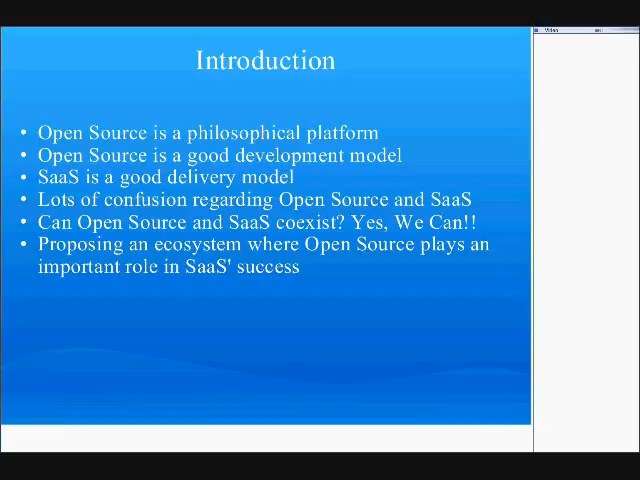 Video
Introduction
• Open Source is a philosophical platform
• Open Source is a good development model
• SaaS is a good delivery model
• Lots of confusion regarding Open Source and SaaS
• Can Open Source and SaaS coexist? Yes, We Can!!
• Proposing an ecosystem where Open Source plays an
important role in SaaS' success